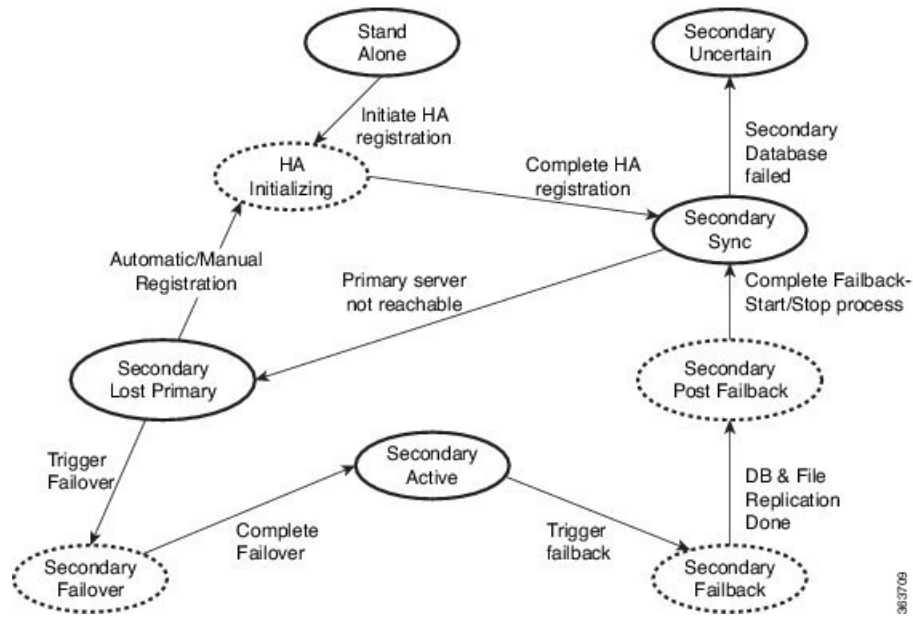 Stand
Alone
Secondary
Uncertain
Initiate HA
registration
Secondary
Database
failed
HA
Initializing
Complete HA
registration
Secondary
Sync
Automatic/Manual
Registration
Primary server
not reachable
Complete Failback-
Start/Stop process
Secondary
Lost Primary
Secondary
Post Failback
Trigger
Failover
Secondary
Active
DB & File
Replication
Done
Complete
Failover
Trigger
failback
Secondary
Failover
Secondary
Failback
363709